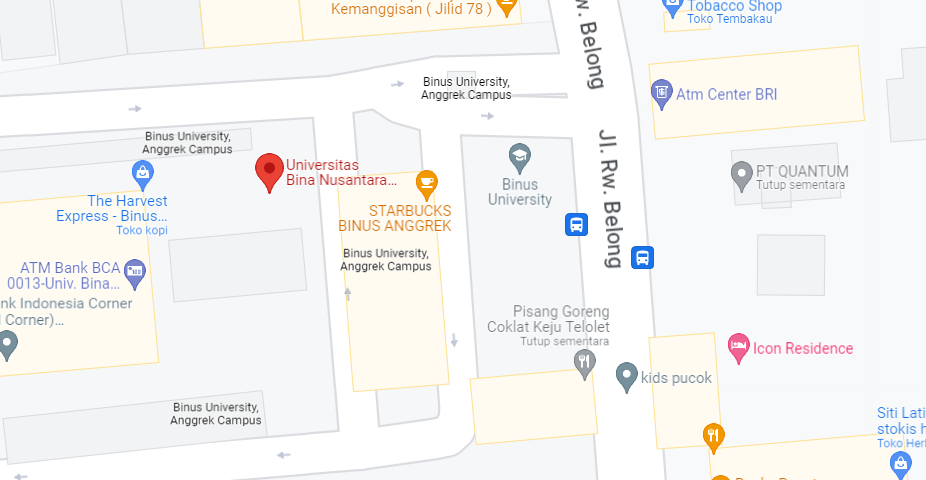 Kemanggisan ( Jilid 78 )
w. Belong
Tobacco Shop
Toko Tembakau
Binus University,
Anggrek Campus
Atm Center BRI
Binus University,
Anggrek Campus
Universitas
Bina Nusantara...
The Harvest
Express - Binus...
Toko kopi
STARBUCKS
BINUS ANGGREK
Binus
University
Jl. Rw. Belong
PT QUANTUM
Tutup sementara
Binus University,
Anggrek Campus
ATM Bank BCA
0013-Univ. Bina...
nk Indonesia Corner
Corner)...
Pisang Goreng
Coklat Keju Telolet
Tutup sementara
Icon Residence
kids pucok
Binus University,
Anggrek Campus
Siti Lati
stokis h
Toko Her